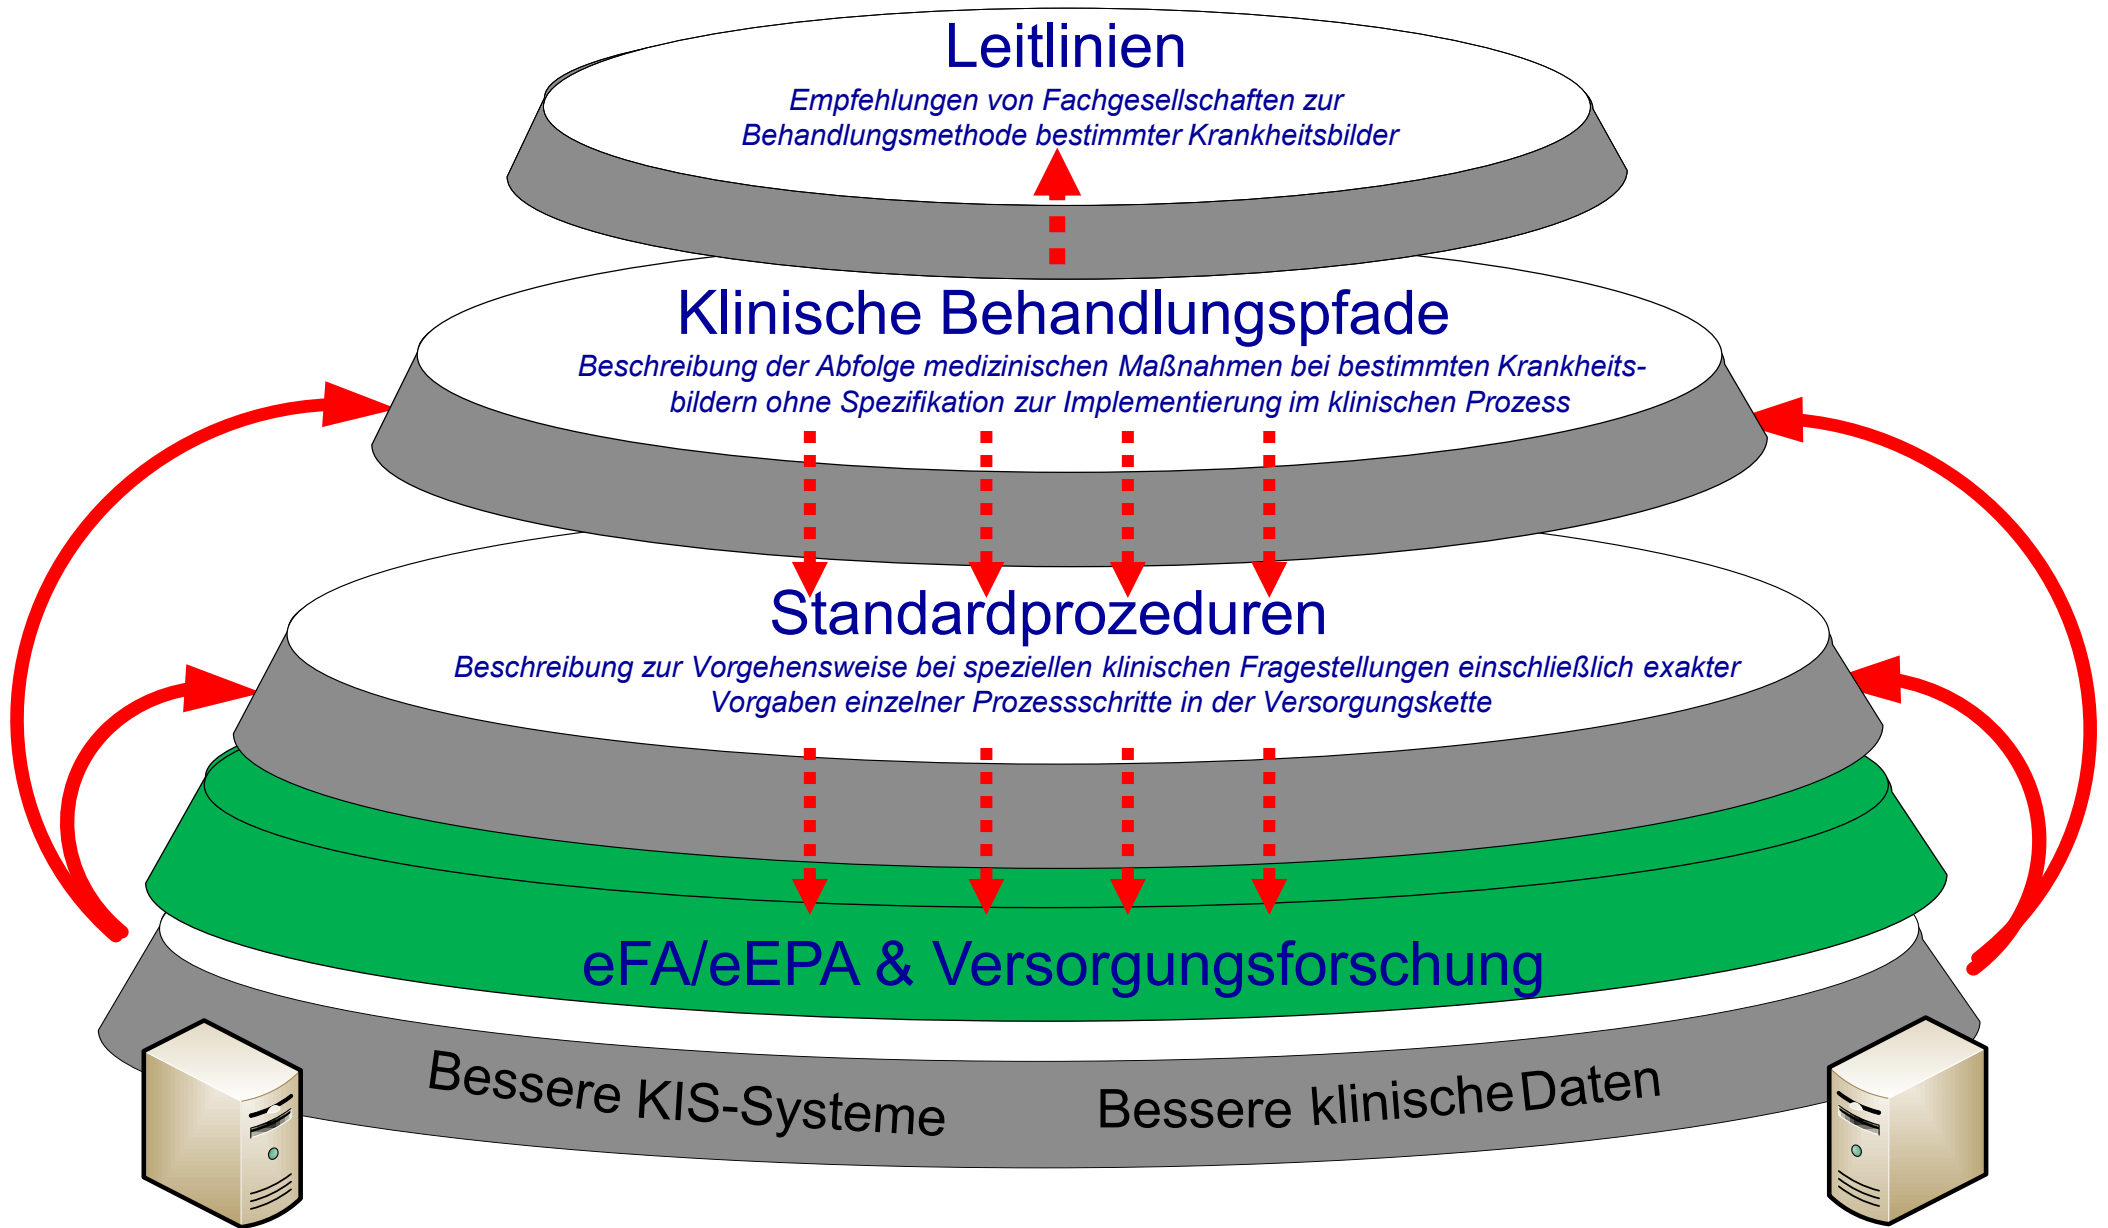 Leitlinien
Empfehlungen von Fachgesellschaften zur
Behandlungsmethode bestimmter Krankheitsbilder
Klinische Behandlungspfade
Beschreibung der Abfolge medizinischen Maßnahmen bei bestimmten Krankheits-
bildern ohne Spezifikation zur Implementierung im klinischen Prozess
Standardprozeduren
Beschreibung zur Vorgehensweise bei speziellen klinischen Fragestellungen einschließlich exakter
Vorgaben einzelner Prozessschritte in der Versorgungskette
eFA/eEPA & Versorgungsforschung
Bessere KIS-Systeme
Bessere klinische Daten